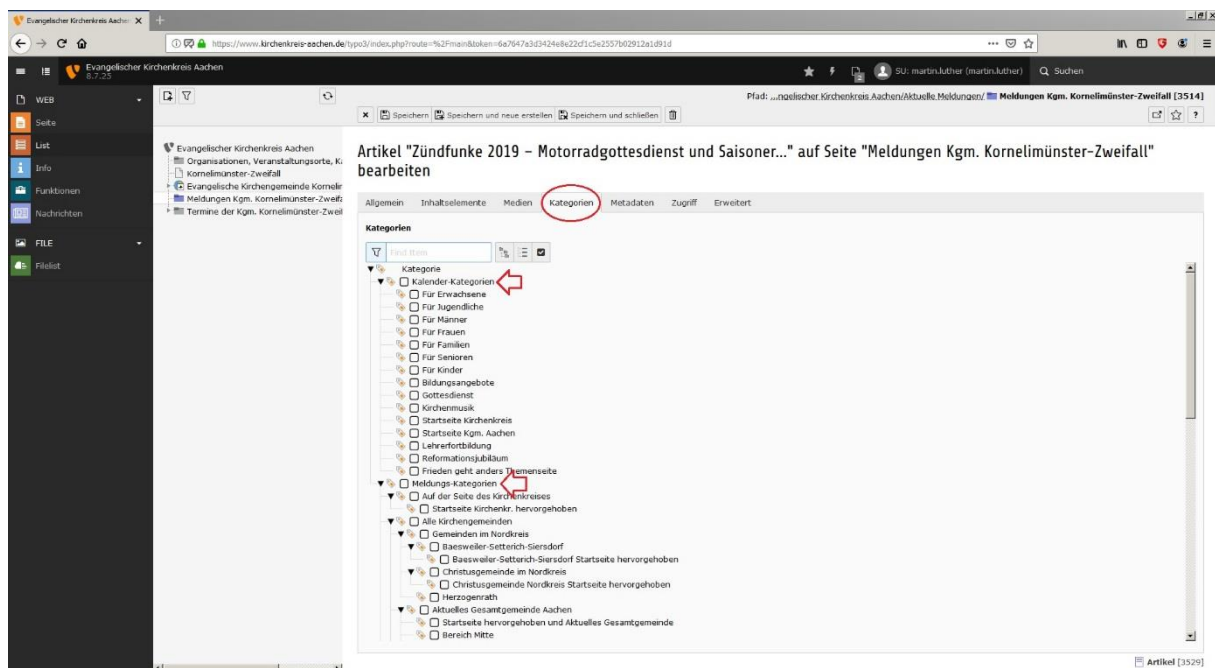 Evangelischer Kirchenkreis Aachen
https://www.kirchenkreis-aachen.de/typo3/index.php?route=%2Fmain&token=6a7647a3d3424e8e22cf1c5e2557b02912a1d91d
Evangelischer Kirchenkreis Aachen
8.7.25
SU: martin.luther (martin.luther)
Suchen
WEB
Seite
List
Info
Funktionen
Nachrichten
FILE
Filelist
Evangelischer Kirchenkreis Aachen
Organisationen, Veranstaltungsorte, K
Kornelimünster-Zweifall
Evangelische Kirchengemeinde Kornelim
Meldungen Kgm. Kornelimünster-Zweifa
Termine der Kgm. Kornelimünster-Zweif
Pfad: ...ngelischer Kirchenkreis Aachen/Aktuelle Meldungen/ Meldungen Kgm. Kornelimünster-Zweifall [3514]
Speichern Speichern und neue erstellen Speichern und schließen
Artikel "Zündfunke 2019 – Motorradgottesdienst und Saisoner..." auf Seite "Meldungen Kgm. Kornelimünster-Zweifall"
bearbeiten
Allgemein Inhaltselemente Medien Kategorien Metadaten Zugriff Erweitert
Kategorien
Find item
Kategorie
Kalender-Kategorien
Für Erwachsene
Für Jugendliche
Für Männer
Für Frauen
Für Familien
Für Senioren
Für Kinder
Bildungsangebote
Gottesdienst
Kirchenmusik
Startseite Kirchenkreis
Startseite Kgm. Aachen
Lehrerfortbildung
Reformationsjubiläum
Frieden geht anders Themenseite
Meldungs-Kategorien
Auf der Seite des Kirchenkreises
Startseite Kirchenkr. hervorgehoben
Alle Kirchengemeinden
Gemeinden im Nordkreis
Baesweiler-Setterich-Siersdorf
Baesweiler-Setterich-Siersdorf Startseite hervorgehoben
Christusgemeinde im Nordkreis
Christusgemeinde Nordkreis Startseite hervorgehoben
Herzogenrath
Aktuelles Gesamtgemeinde Aachen
Startseite hervorgehoben und Aktuelles Gesamtgemeinde
Bereich Mitte
Artikel [3529]